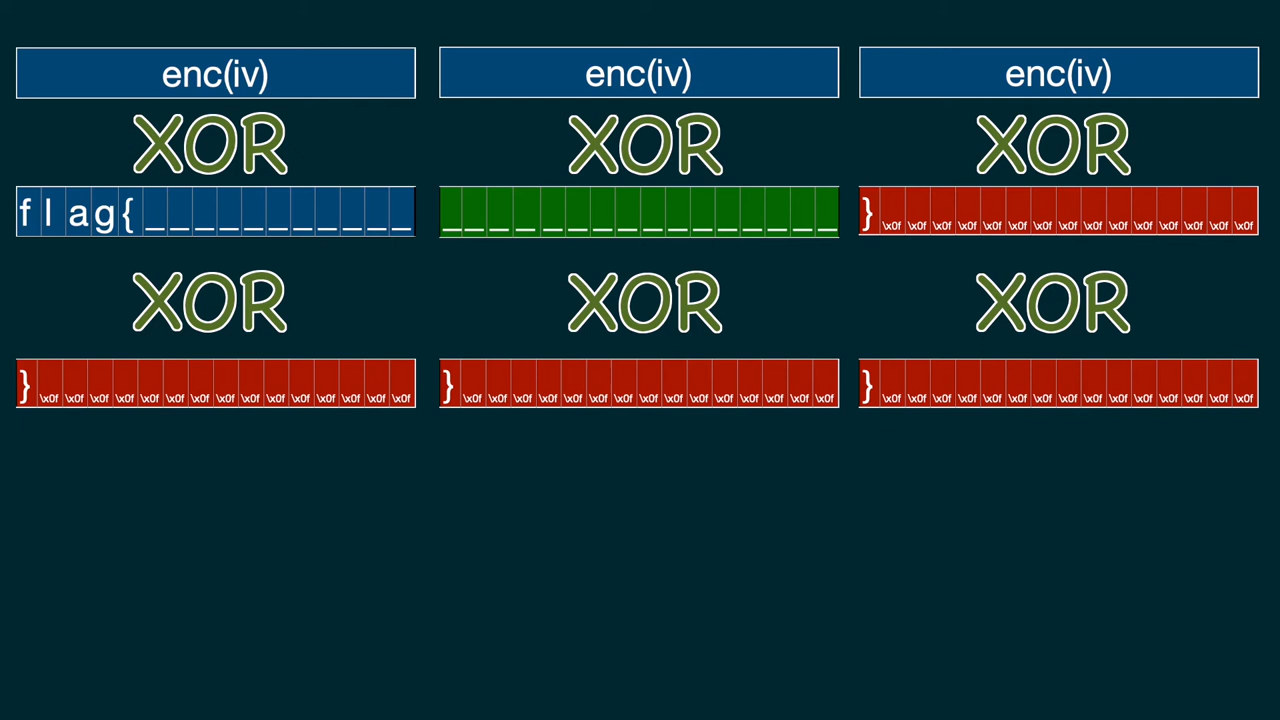 enc(iv) enc(iv) enc(iv)
XOR XOR XOR
f l a g { _ _ _ _ _ _ _ _ _ _ _ _ _ _ _ _ _ _ _ _ _ _ _ _ _ _ _ } \x0f \x0f \x0f \x0f \x0f \x0f \x0f \x0f \x0f \x0f \x0f \x0f \x0f \x0f \x0f
XOR XOR XOR
} \x0f \x0f \x0f \x0f \x0f \x0f \x0f \x0f \x0f \x0f \x0f \x0f \x0f \x0f \x0f } \x0f \x0f \x0f \x0f \x0f \x0f \x0f \x0f \x0f \x0f \x0f \x0f \x0f \x0f \x0f } \x0f \x0f \x0f \x0f \x0f \x0f \x0f \x0f \x0f \x0f \x0f \x0f \x0f \x0f \x0f